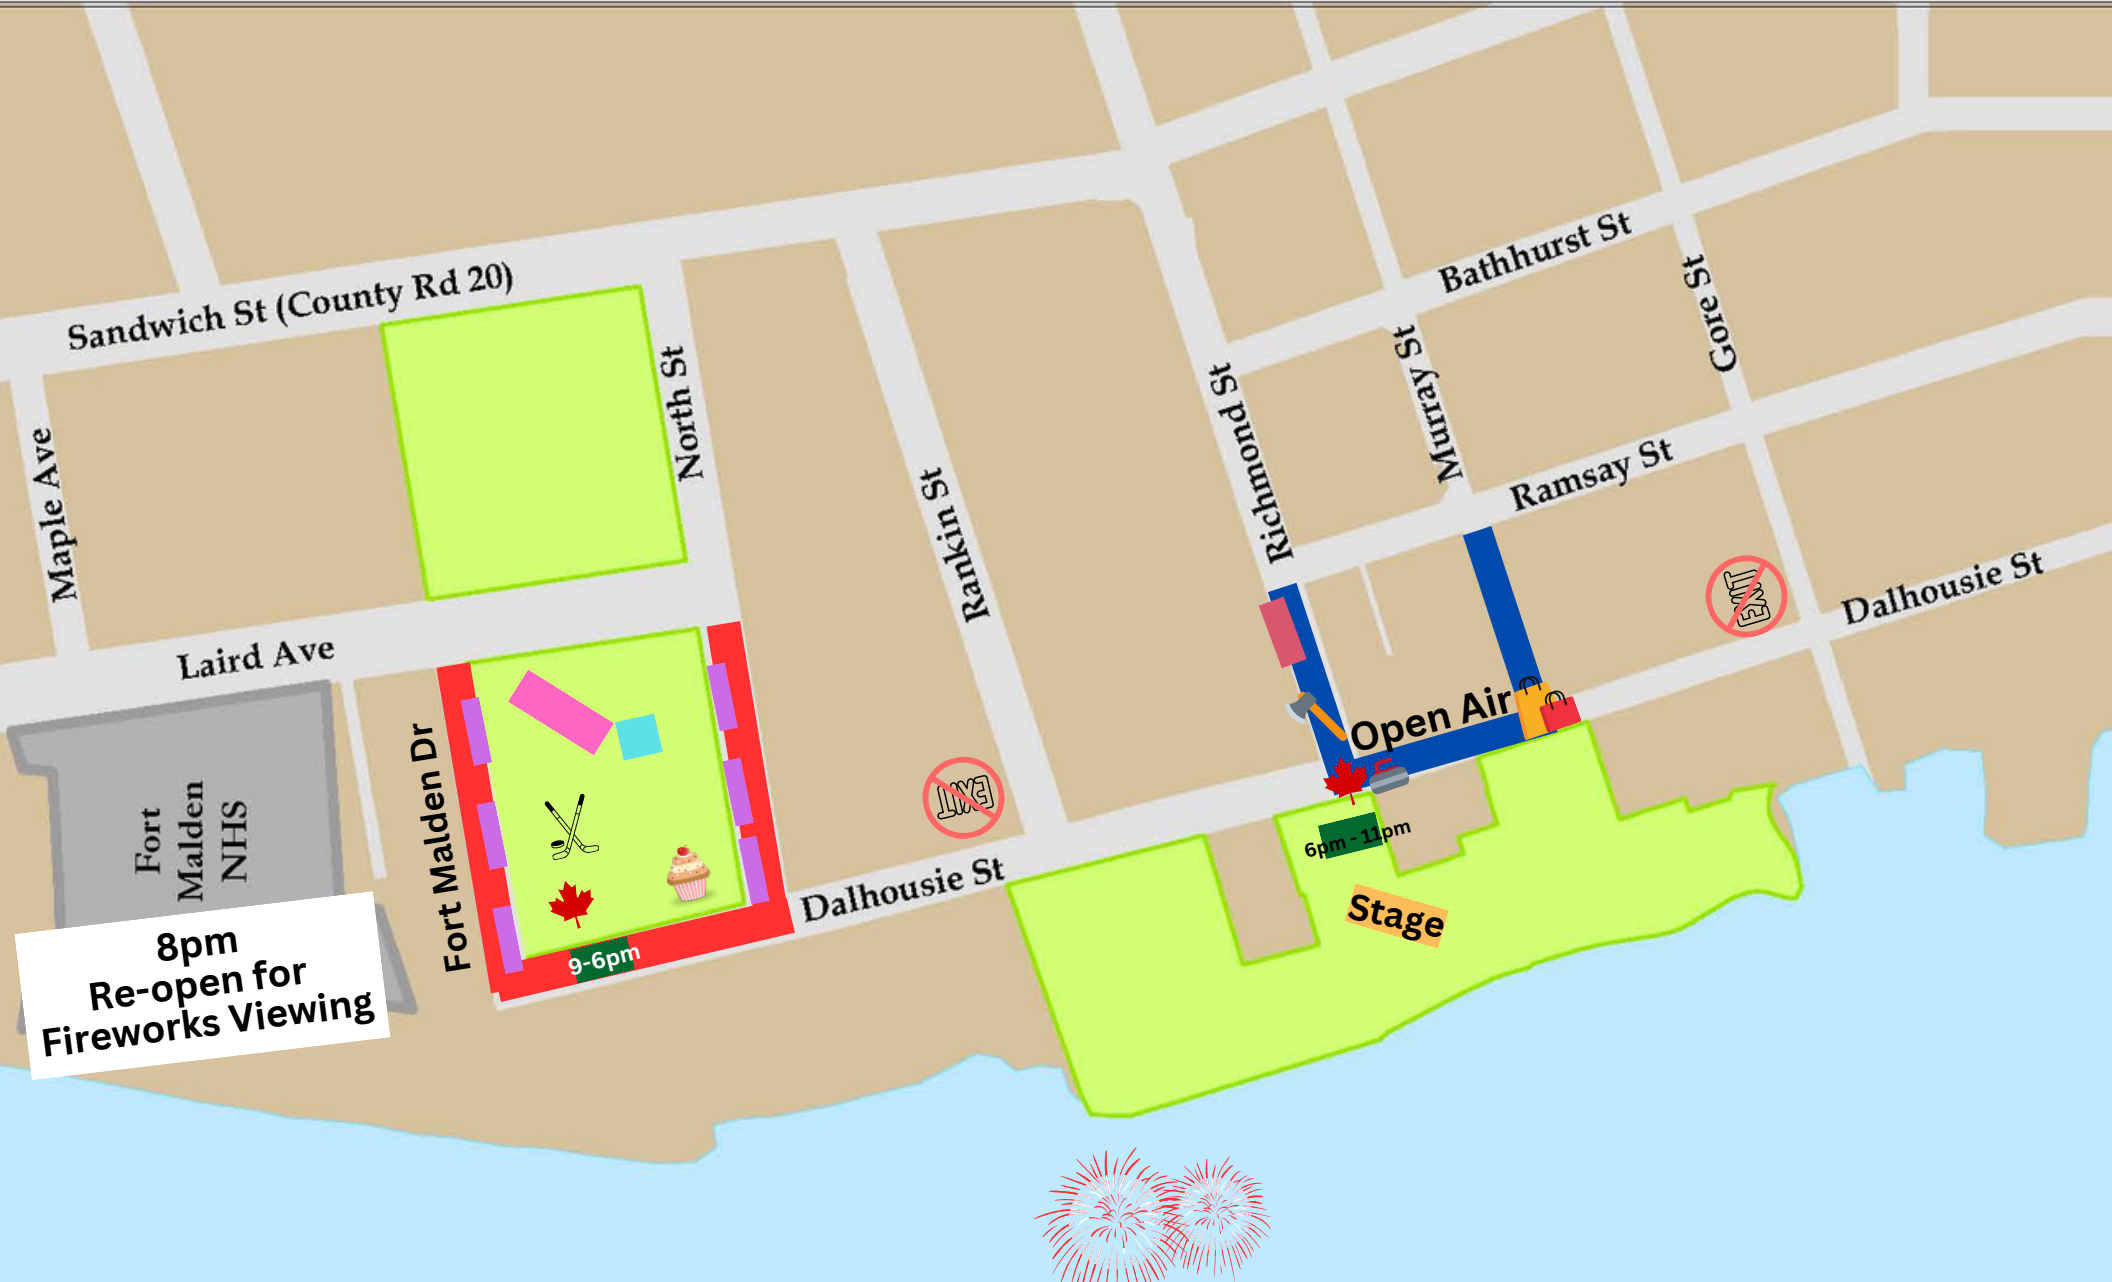 Sandwich St (County Rd 20)
Bathhurst St
Gore St
Maple Ave
North St
Rankin St
Richmond St
Murray St
Ramsay St
Dalhousie St
Laird Ave
Fort
Malden
NHS
Fort Malden Dr
Open Air
EXIT
EXIT
6pm - 11pm
Dalhousie St
Stage
9-6pm
8pm
Re-open for
Fireworks Viewing